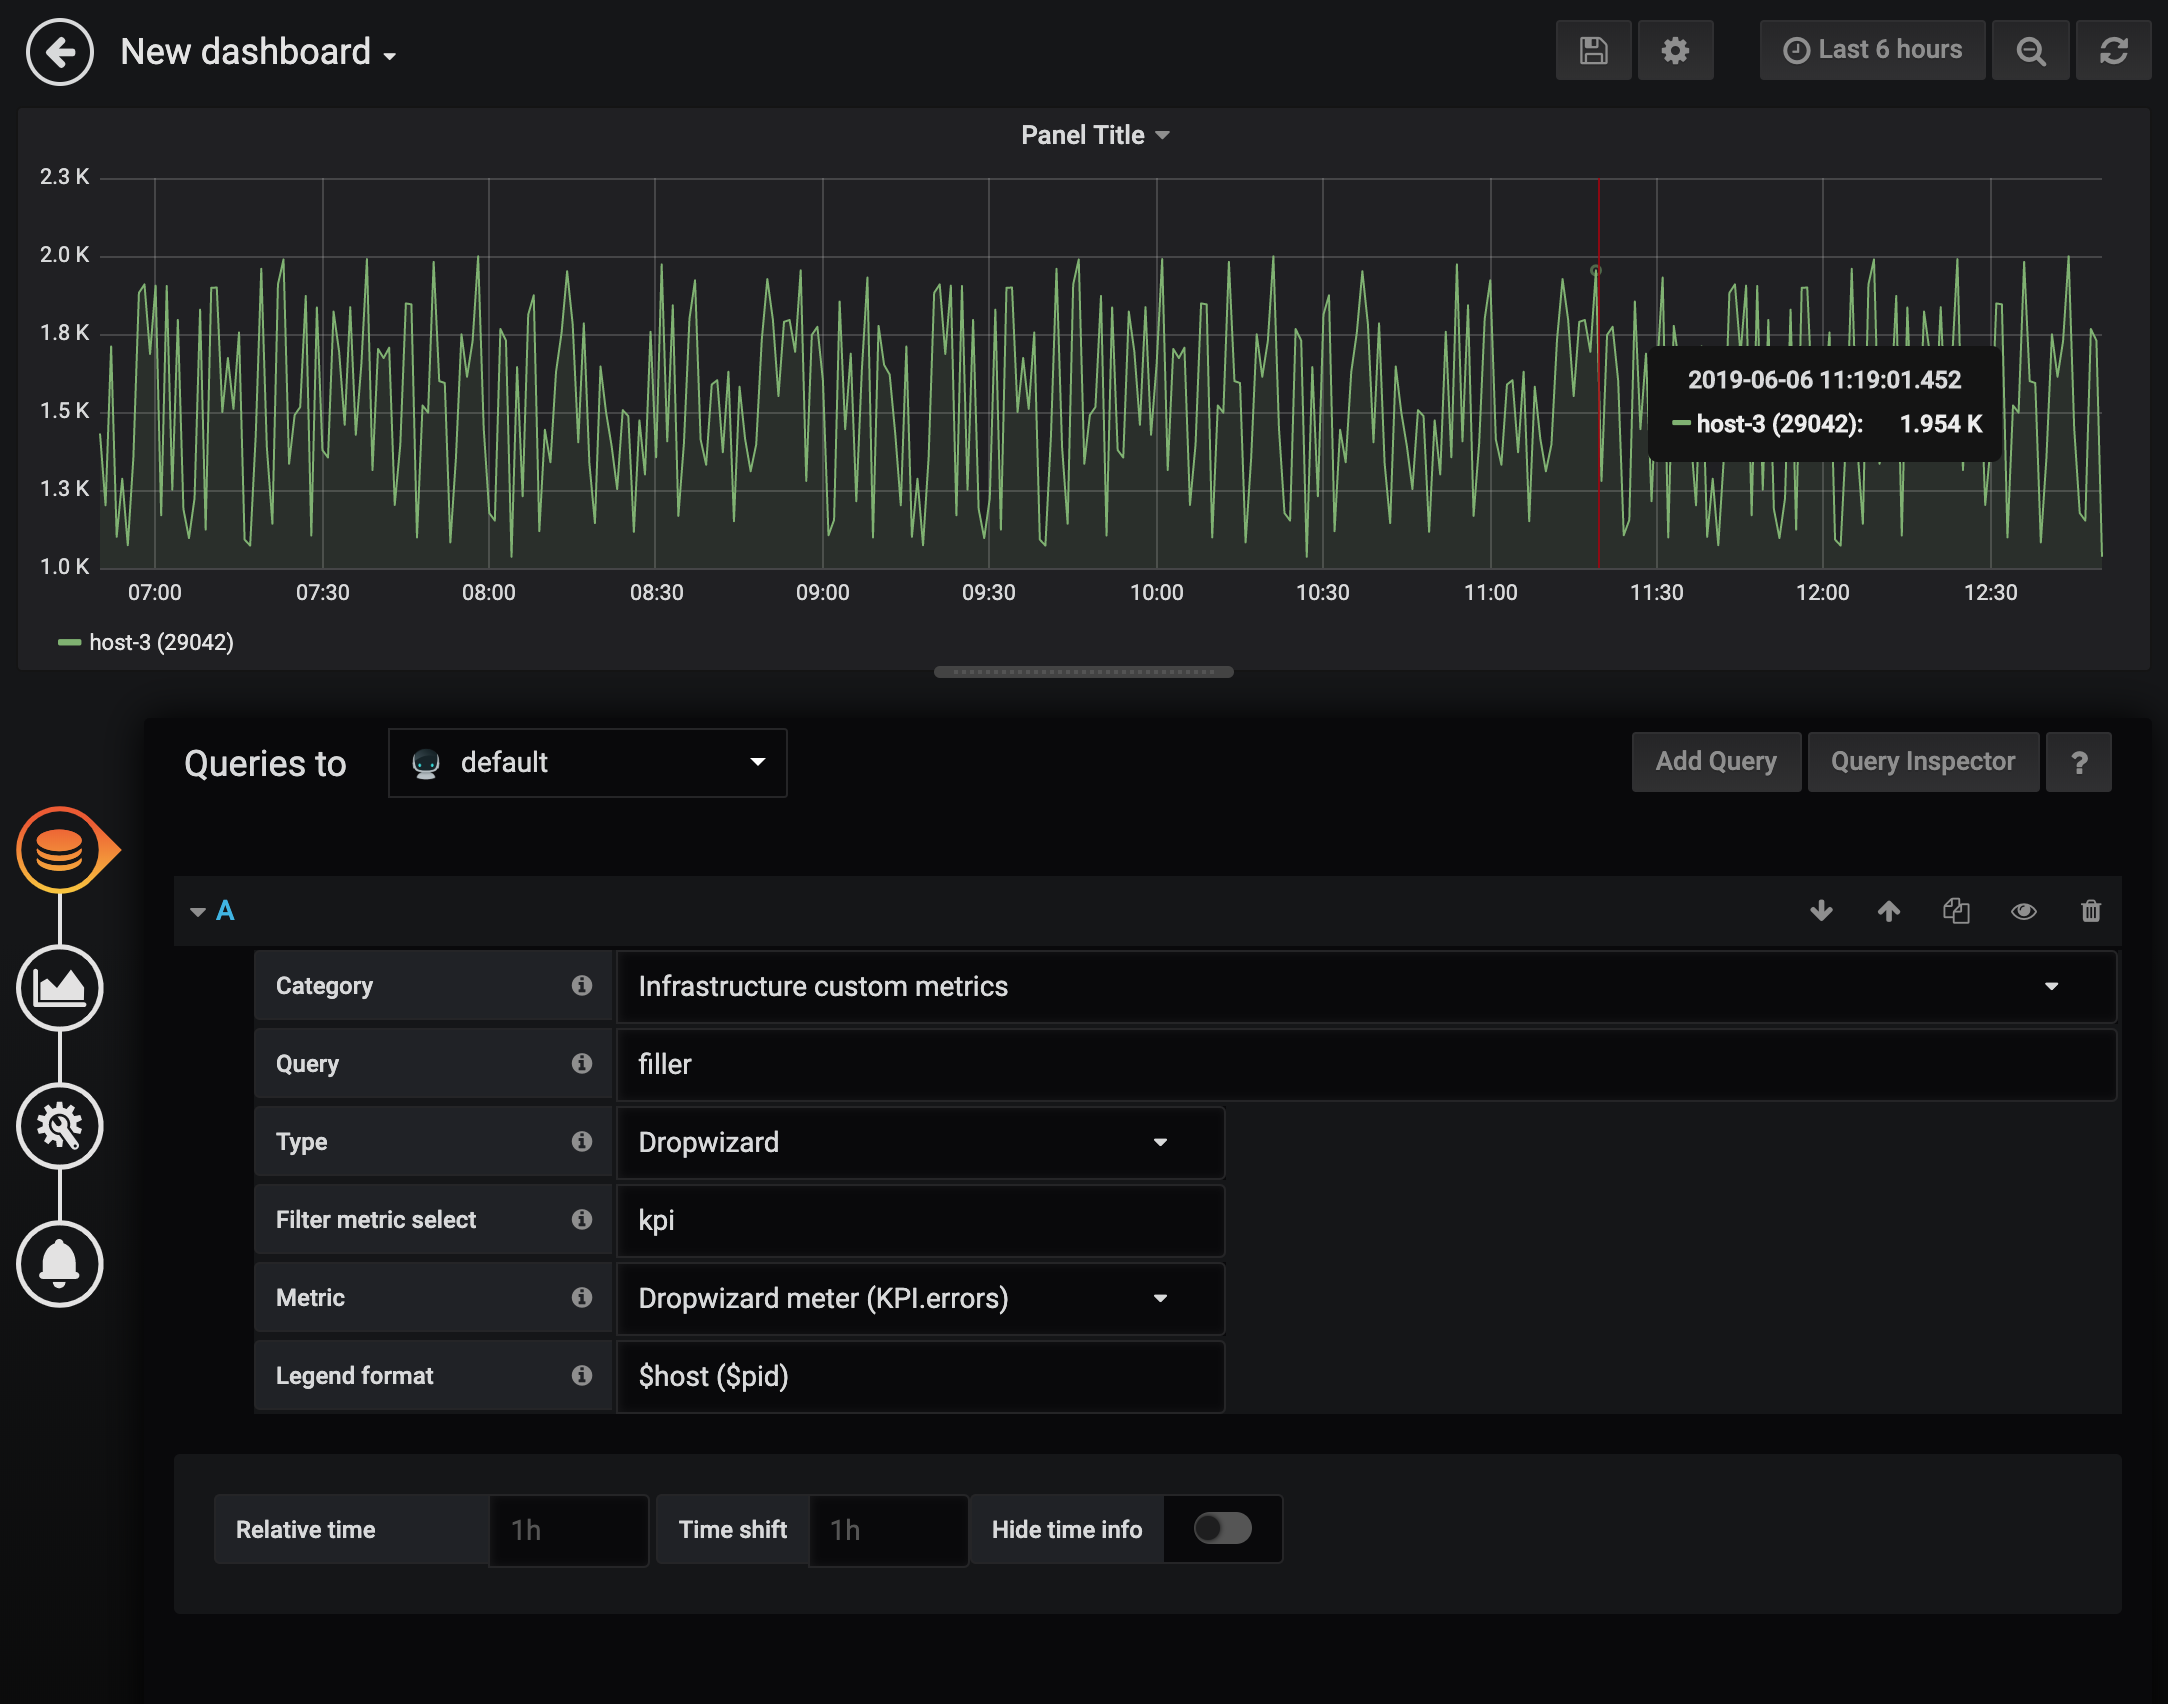 New dashboard
Last 6 hours
Panel Title
2.3 K
2.0 K
1.8 K
1.5 K
1.3 K
1.0 K
2019-06-06 11:19:01.452
host-3 (29042): 1.954 K
07:00 07:30 08:00 08:30 09:00 09:30 10:00 10:30 11:00 11:30 12:00 12:30
host-3 (29042)
Queries to default Add Query Query Inspector ?
A
Category Infrastructure custom metrics
Query filler
Type Dropwizard
Filter metric select kpi
Metric Dropwizard meter (KPI.errors)
Legend format $host ($pid)
Relative time 1h Time shift 1h Hide time info